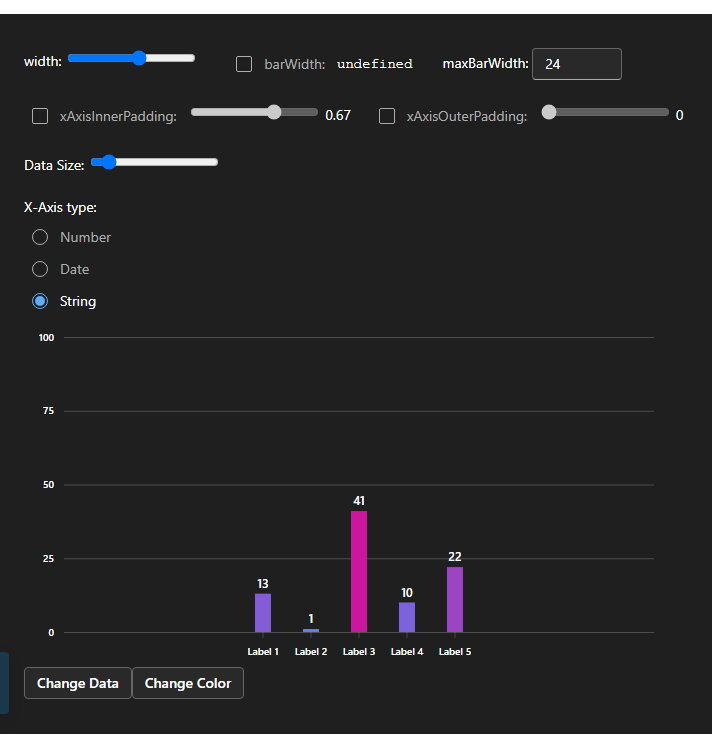 width: barWidth: undefined maxBarWidth: 24
xAxisInnerPadding: 0.67 xAxisOuterPadding: 0
Data Size:
X-Axis type:
Number
Date
String
100
75
50
25
0
41
22
13
10
1
Label 1 Label 2 Label 3 Label 4 Label 5
Change Data Change Color